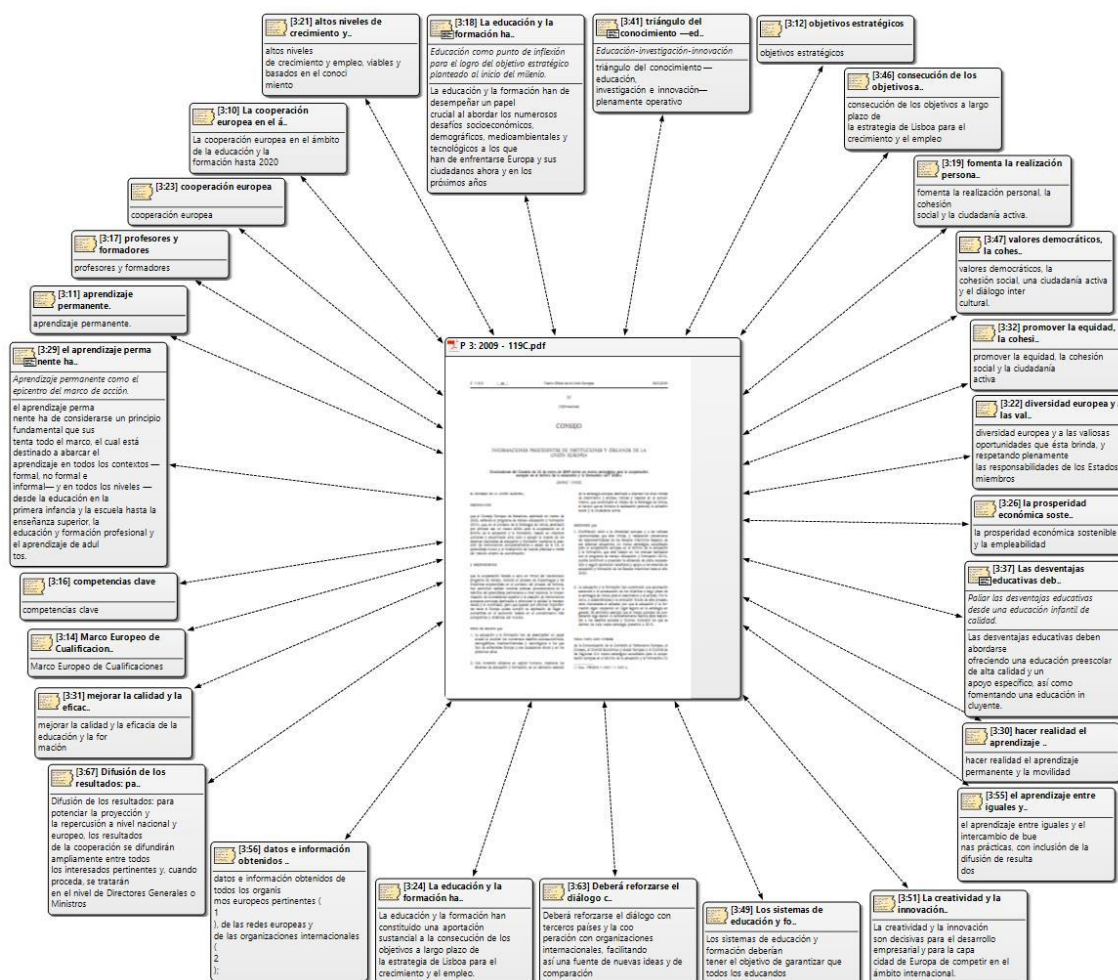 [3:21] altos niveles de
crecimiento y..
altos niveles
de crecimiento y empleo, viables y
basados en el conoci
miento
[3:18] La educación y la
formación ha..
Educación como punto de inflexión
para el logro del objetivo estratégico
planteado al inicio del milenio.
La educación y la formación han de
desempeñar un papel
crucial al abordar los numerosos
desafíos socioeconómicos,
demográficos, medioambientales y
tecnológicos a los que
han de enfrentarse Europa y sus
ciudadanos ahora y en los
próximos años
[3:41] triángulo del
conocimiento —ed..
Educación-investigación-innovación
triángulo del conocimiento —
educación,
investigación e innovación—
plenamente operativo
[3:12] objetivos estratégicos
objetivos estratégicos
[3:46] consecución de los
objetivosa..
consecución de los objetivos a largo
plazo de
la estrategia de Lisboa para el
crecimiento y el empleo
[3:10] La cooperación
europea en el á..
La cooperación europea en el ámbito
de la educación y la
formación hasta 2020
[3:19] fomenta la realización
persona..
fomenta la realización personal, la
cohesión
social y la ciudadanía activa.
[3:23] cooperación europea
cooperación europea
[3:47] valores democráticos,
la cohes..
valores democráticos, la
cohesión social, una ciudadanía activa
y el diálogo inter
cultural.
[3:17] profesores y
formadores
profesores y formadores
[3:11] aprendizaje
permanente.
aprendizaje permanente.
[3:32] promover la equidad,
la cohesi..
promover la equidad, la cohesión
social y la ciudadanía
activa
[3:29] el aprendizaje perma
nente ha..
Aprendizaje permanente como el
epicentro del marco de acción.
el aprendizaje perma
nente ha de considerarse un principio
fundamental que sus
tenta todo el marco, el cual está
destinado a abarcar el
aprendizaje en todos los contextos —
formal, no formal e
informal— y en todos los niveles —
desde la educación en la
primera infancia y la escuela hasta la
enseñanza superior, la
educación y formación profesional y
el aprendizaje de adul
tos.
P 3: 2009 - 119C.pdf
CONSEJO
[3:22] diversidad europea y a
las val..
diversidad europea y a las valiosas
oportunidades que ésta brinda, y
respetando plenamente
las responsabilidades de los Estados
miembros
[3:26] la prosperidad
económica soste..
la prosperidad económica sostenible
y la empleabilidad
[3:37] Las desventajas
educativas deb..
Paliar las desventajas educativas
desde una educación infantil de
calidad.
Las desventajas educativas deben
abordarse
ofreciendo una educación preescolar
de alta calidad y un
apoyo específico, así como
fomentando una educación in
cluyente.
[3:16] competencias clave
competencias clave
[3:14] Marco Europeo de
Cualificacion..
Marco Europeo de Cualificaciones
[3:31] mejorar la calidad y la
eficac..
mejorar la calidad y la eficacia de la
educación y la for
mación
[3:30] hacer realidad el
aprendizaje ..
hacer realidad el aprendizaje
permanente y la movilidad
[3:67] Difusión de los
resultados: pa..
Difusión de los resultados: para
potenciar la proyección y
la repercusión a nivel nacional y
europeo, los resultados
de la cooperación se difundirán
ampliamente entre todos
los interesados pertinentes y, cuando
proceda, se tratarán
en el nivel de Directores Generales o
Ministros
[3:55] el aprendizaje entre
iguales y..
el aprendizaje entre iguales y el
intercambio de bue
nas prácticas, con inclusión de la
difusión de resulta
dos
[3:56] datos e información
obtenidos ..
datos e información obtenidos de
todos los organis
mos europeos pertinentes (
1
), de las redes europeas y
de las organizaciones internacionales
(
2
);
[3:24] La educación y la
formación ha..
La educación y la formación han
constituido una aportación
sustancial a la consecución de los
objetivos a largo plazo de
la estrategia de Lisboa para el
crecimiento y el empleo.
[3:63] Deberá reforzarse el
diálogo c..
Deberá reforzarse el diálogo con
terceros países y la coo
peración con organizaciones
internacionales, facilitando
así una fuente de nuevas ideas y de
comparación
[3:49] Los sistemas de
educación y fo..
Los sistemas de educación y
formación deberían
tener el objetivo de garantizar que
todos los educandos
[3:51] La creatividad y la
innovación..
La creatividad y la innovación
son decisivas para el desarrollo
empresarial y para la capa
cidad de Europa de competir en el
ámbito internacional.